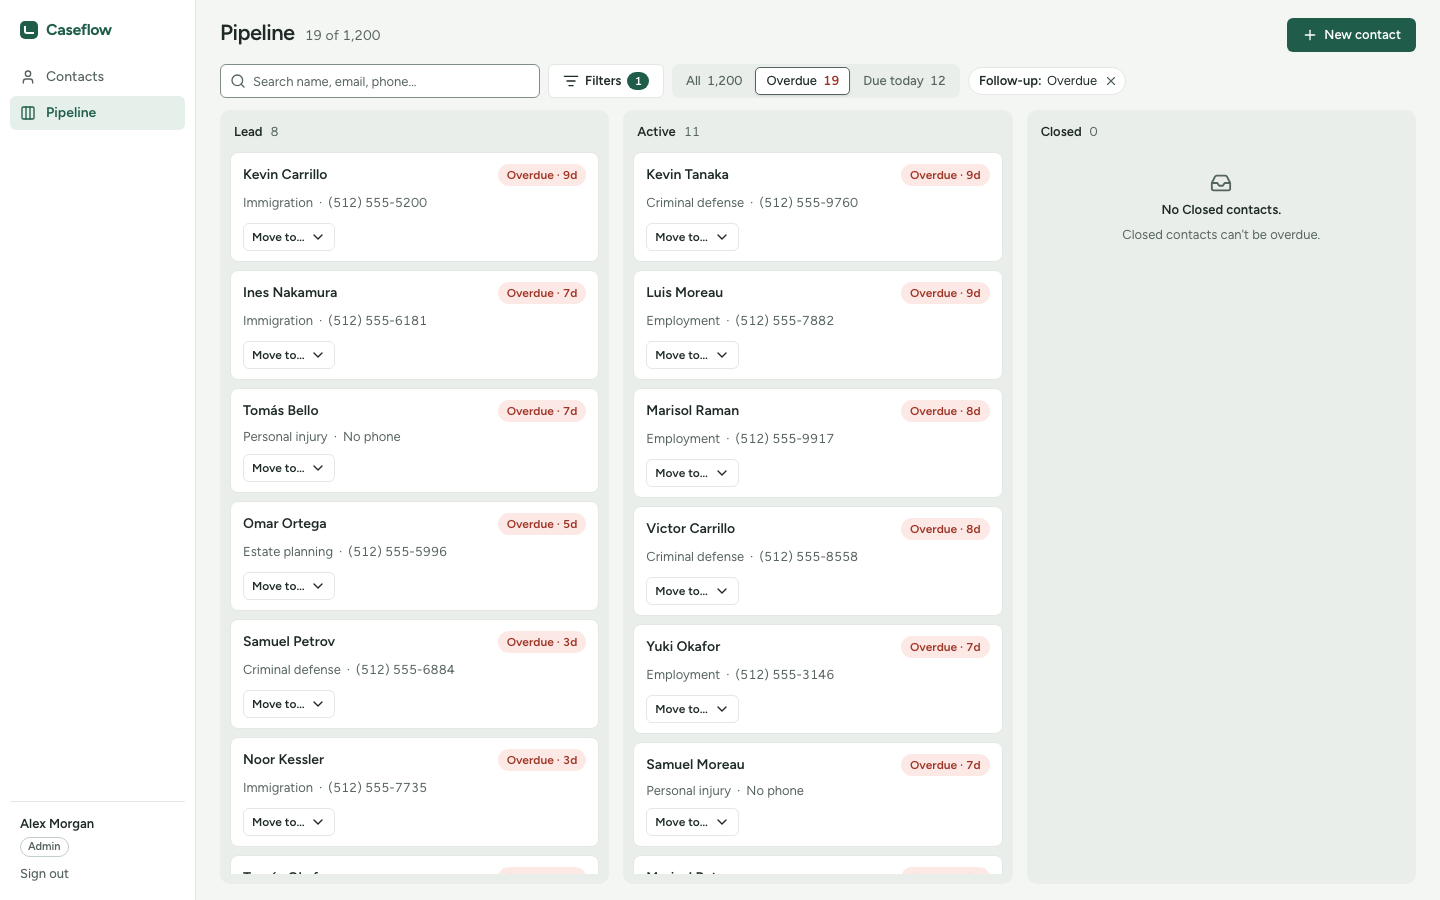 Caseflow
Contacts
Pipeline
Alex Morgan
Admin
Sign out
Pipeline 19 of 1,200
New contact
Search name, email, phone...
Filters 1
All 1,200
Overdue 19
Due today 12
Follow-up: Overdue
Lead 8
Kevin Carrillo
Overdue · 9d
Immigration · (512) 555-5200
Move to...
Ines Nakamura
Overdue · 7d
Immigration · (512) 555-6181
Move to...
Tomás Bello
Overdue · 7d
Personal injury · No phone
Move to...
Omar Ortega
Overdue · 5d
Estate planning · (512) 555-5996
Move to...
Samuel Petrov
Overdue · 3d
Criminal defense · (512) 555-6884
Move to...
Noor Kessler
Overdue · 3d
Immigration · (512) 555-7735
Move to...
Active 11
Kevin Tanaka
Overdue · 9d
Criminal defense · (512) 555-9760
Move to...
Luis Moreau
Overdue · 9d
Employment · (512) 555-7882
Move to...
Marisol Raman
Overdue · 8d
Employment · (512) 555-9917
Move to...
Victor Carrillo
Overdue · 8d
Criminal defense · (512) 555-8558
Move to...
Yuki Okafor
Overdue · 7d
Employment · (512) 555-3146
Move to...
Samuel Moreau
Overdue · 7d
Personal injury · No phone
Move to...
Closed 0
No Closed contacts.
Closed contacts can't be overdue.